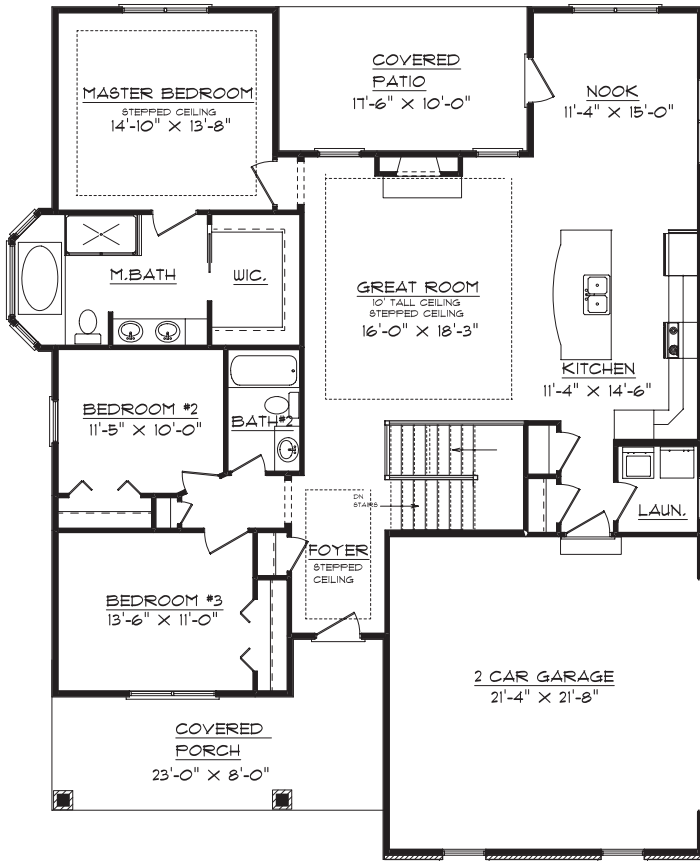 COVERED
PATIO
17'-6" X 10'-0"
MASTER BEDROOM
STEPPED CEILING
14'-10" X 13'-8"
NOOK
11'-4" X 15'-0"
M.BATH
WIC.
GREAT ROOM
10' TALL CEILING
STEPPED CEILING
16'-0" X 18'-3"
KITCHEN
11'-4" X 14'-6"
BEDROOM #2
11'-5" X 10'-0"
BATH#2
DN
STAIRS
LAUN.
FOYER
STEPPED
CEILING
BEDROOM #3
13'-6" X 11'-0"
2 CAR GARAGE
21'-4" X 21'-8"
COVERED
PORCH
23'-0" X 8'-0"